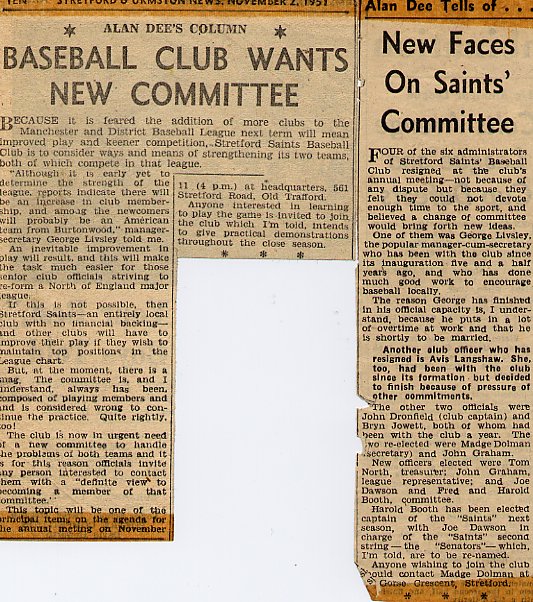 TEN STRETFORD & URMSTON NEWS, NOVEMBER 2, 1951
* ALAN DEE'S COLUMN *
BASEBALL CLUB WANTS
NEW COMMITTEE
BECAUSE it is feared the addition of more clubs to the
Manchester and District Baseball League next term will mean
improved play and keener competition, Stretford Saints Baseball
Club is to consider ways and means of strengthening its two teams,
both of which compete in that league.
"Although it is early yet to
determine the strength of the
league, reports indicate there will
be an increase in club member-
ship, and among the newcomers
will probably be an American
team from Burtonwood," manager-
secretary George Livsley told me.
An inevitable improvement in
play will result, and this will make
the task much easier for those
senior club officials striving to
re-form a North of England major
league.
If this is not possible, then
Stretford Saints—an entirely local
club with no financial backing—
and other clubs will have to
improve their play if they wish to
maintain top positions in the
League chart.
But, at the moment, there is a
snag. The committee is, and I
understand, always has been,
composed of playing members and
and is considered wrong to con-
tinue the practice. Quite rightly,
too!
The club is now in urgent need
of a new committee to handle
the problems of both teams and it
is for this reason officials invite
any person interested to contact
them with a "definite view to
becoming a member of that
committee."
This topic will be one of the
principal items on the agenda for
the annual meting on November
11 (4 p.m.) at headquarters, 561
Stretford Road, Old Trafford.
Anyone interested in learning
to play the game is invited to join
the club which I'm told, intends
to give practical demonstrations
throughout the close season.
* * *
Alan Dee Tells of . . .
New Faces
On Saints'
Committee
FOUR of the six administrators
of Stretford Saints' Baseball
Club resigned at the club's
annual meeting—not because of
any dispute but because they
felt they could not devote
enough time to the sport, and
believed a change of committee
would bring forth new ideas.
One of them was George Livsley,
the popular manager-cum-secretary
who has been with the club since
its inauguration five and a half
years ago, and who has done
much good work to encourage
baseball locally.
The reason George has finished
in his official capacity is, I under-
stand, because he puts in a lot
of overtime at work and that he
is shortly to be married.
Another club officer who has
resigned is Avis Langshaw. She,
too, had been with the club
since its formation but decided
to finish because of pressure of
other commitments.
The other two officials were
John Dronfield (club captain) and
Bryn Jowett, both of whom had
been with the club a year. The
two re-elected were Madge Dolman
(secretary) and John Graham.
New officers elected were Tom
North, treasurer; John Graham,
league representative; and Joe
Dawson and Fred and Harold
Booth, committee.
Harold Booth has been elected
captain of the "Saints" next
season, with Joe Dawson in
charge of the "Saints" second
string—the "Senators"—which,
I'm told, are to be re-named.
Anyone wishing to join the club
should contact Madge Dolman at
Gorse Crescent, Stretford.
* * *